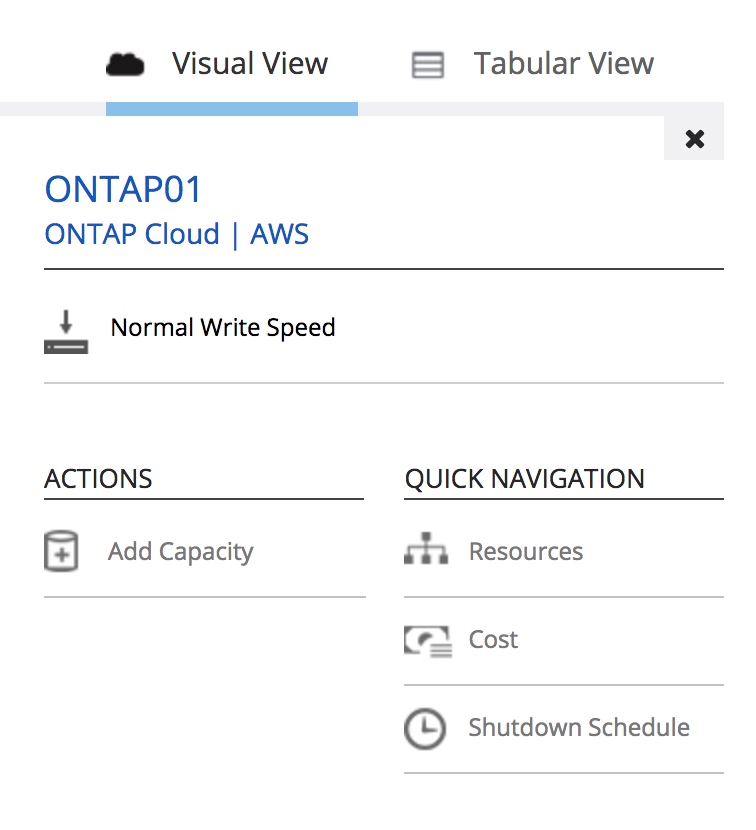 Visual View
Tabular View
ONTAP01
ONTAP Cloud | AWS
Normal Write Speed
ACTIONS
Add Capacity
QUICK NAVIGATION
Resources
Cost
Shutdown Schedule